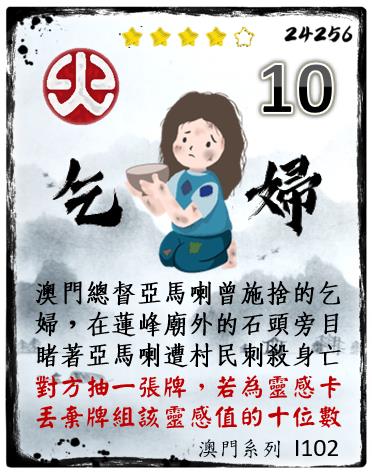 24256
火 10
乞 婦
澳門總督亞馬喇曾施捨的乞
婦，在蓮峰廟外的石頭旁目
睹著亞馬喇遭村民刺殺身亡
對方抽一張牌，若為靈感卡
丟棄牌組該靈感值的十位數
澳門系列 I102